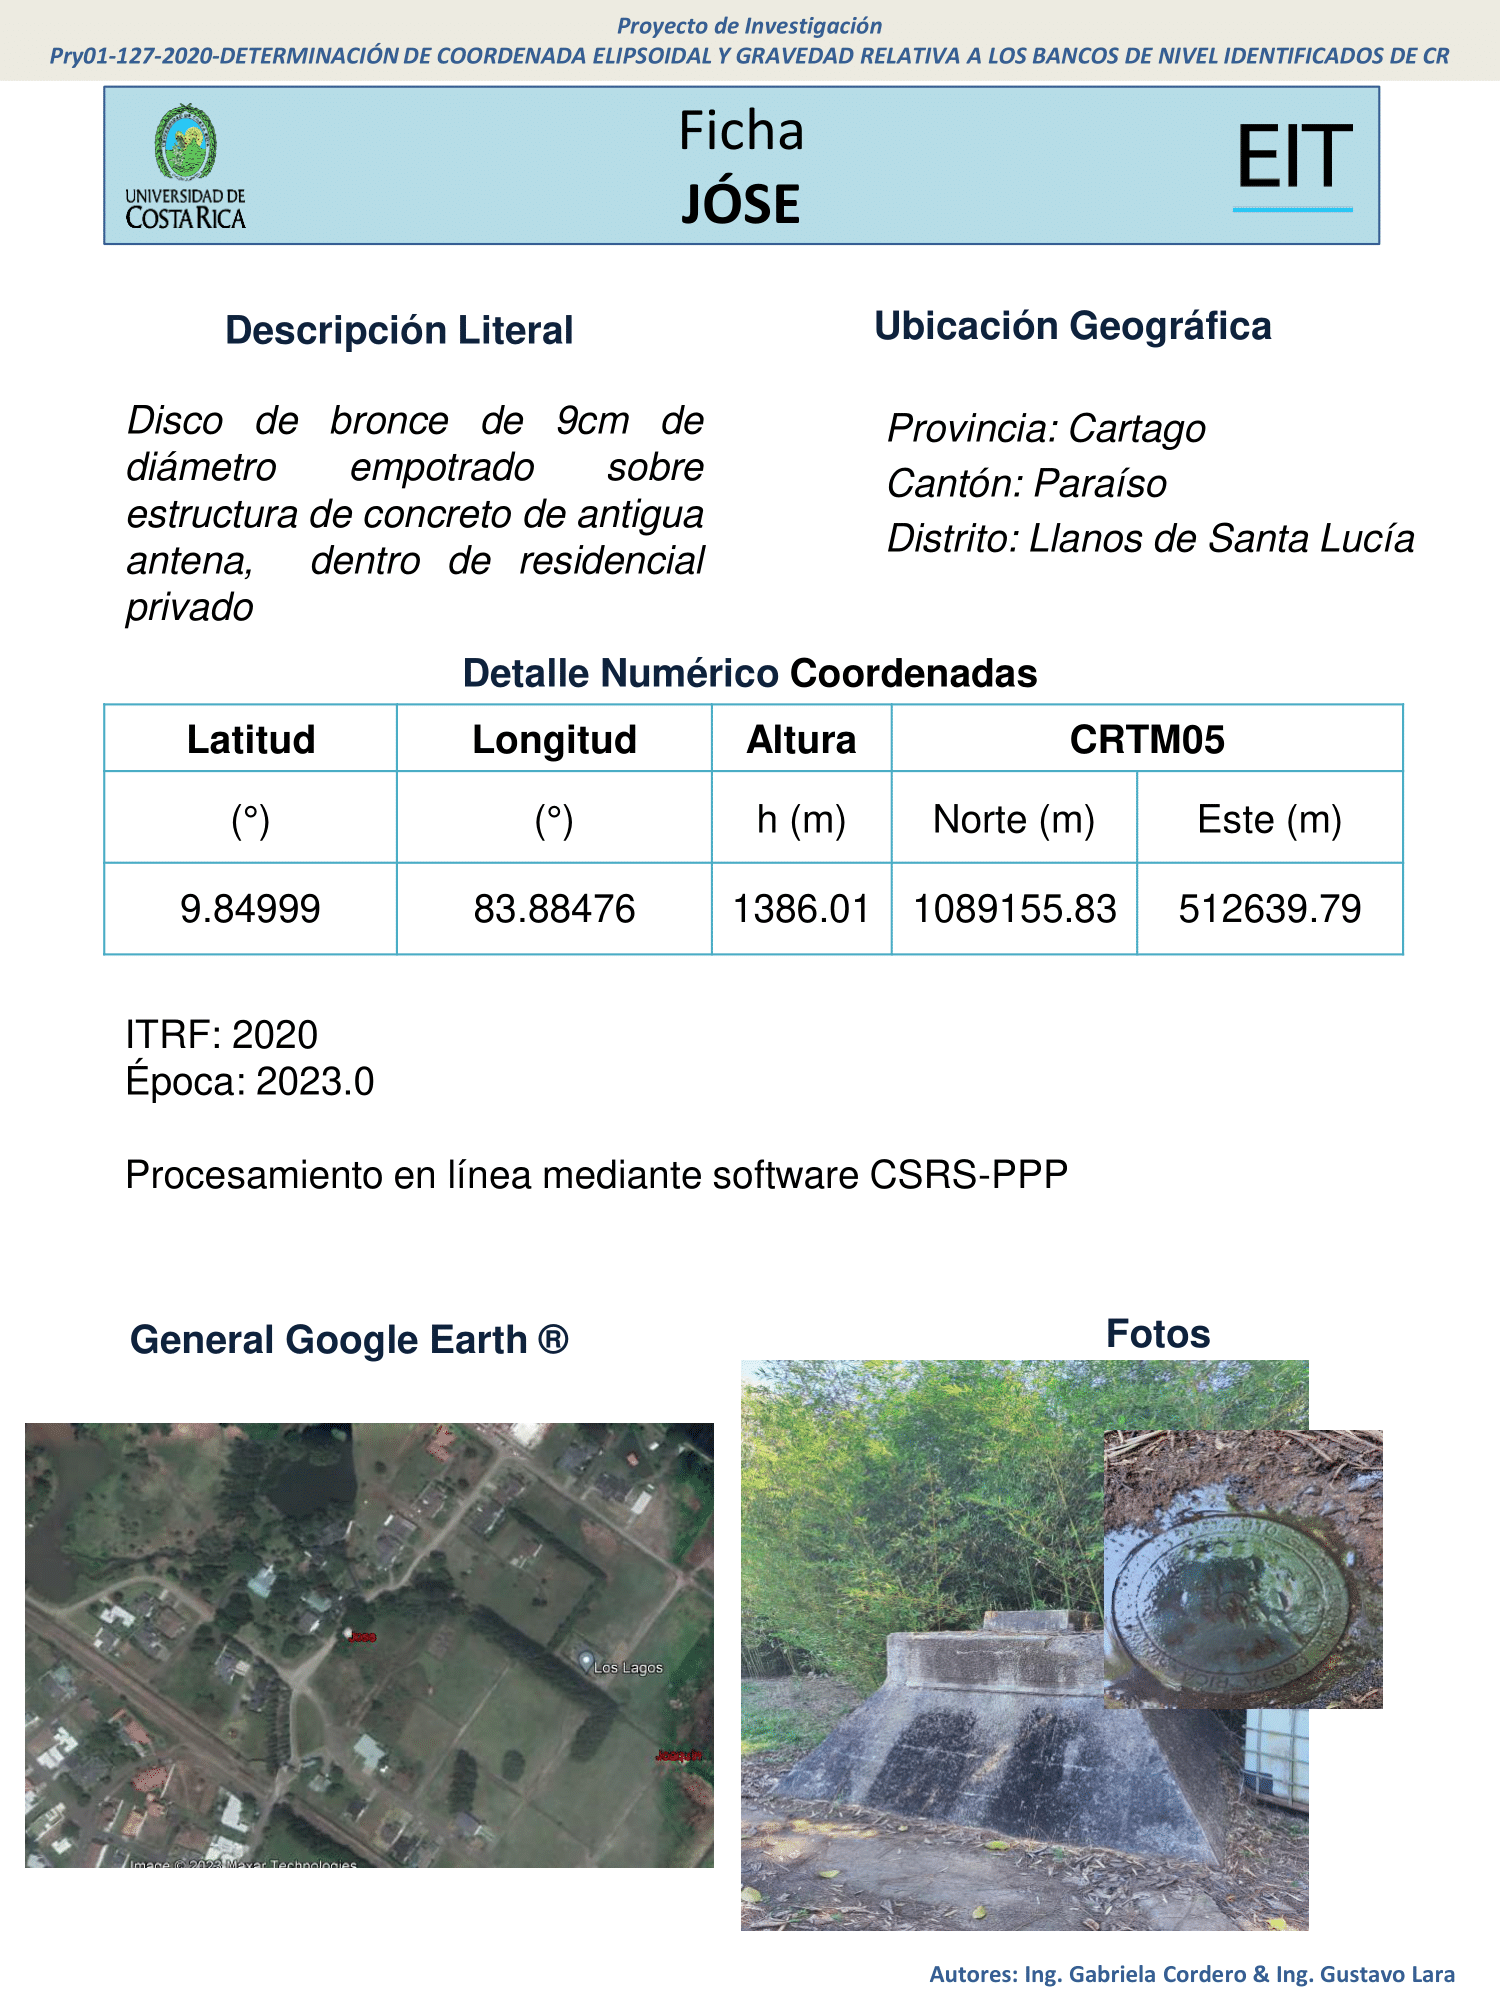 Proyecto de Investigación
Pry01-127-2020-DETERMINACIÓN DE COORDENADA ELIPSOIDAL Y GRAVEDAD RELATIVA A LOS BANCOS DE NIVEL IDENTIFICADOS DE CR
UNIVERSIDAD DE
COSTA RICA
Ficha
JÓSE
EIT
Descripción Literal
Disco de bronce de 9cm de
diámetro empotrado sobre
estructura de concreto de antigua
antena, dentro de residencial
privado
Ubicación Geográfica
Provincia: Cartago
Cantón: Paraíso
Distrito: Llanos de Santa Lucía
Detalle Numérico Coordenadas
Latitud Longitud Altura CRTM05
(°) (°) h (m) Norte (m) Este (m)
9.84999 83.88476 1386.01 1089155.83 512639.79
ITRF: 2020
Época: 2023.0
Procesamiento en línea mediante software CSRS-PPP
General Google Earth ®
Jose
Los Lagos
Joaquin
Image © 2023 Maxar Technologies
Fotos
Autores: Ing. Gabriela Cordero & Ing. Gustavo Lara